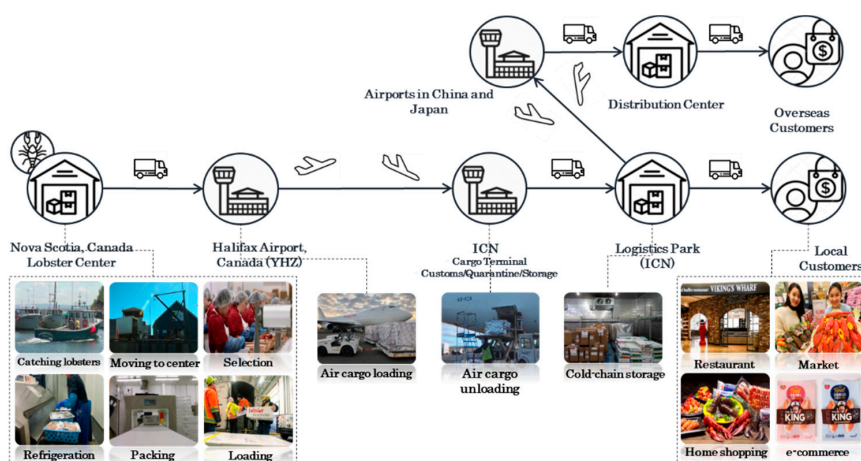 Airports in China and
Japan
Distribution Center
Overseas
Customers
Nova Scotia, Canada
Lobster Center
Halifax Airport,
Canada (YHZ)
ICN
Cargo Terminal
Customs/Quarantine/Storage
Logistics Park
(ICN)
Local
Customers
VIKING'S WHARF
Catching lobsters
Moving to center
Selection
Air cargo loading
Air cargo
unloading
Cold-chain storage
Restaurant
Market
KING
KING
Refrigeration
Packing
Loading
Home shopping
e-commerce